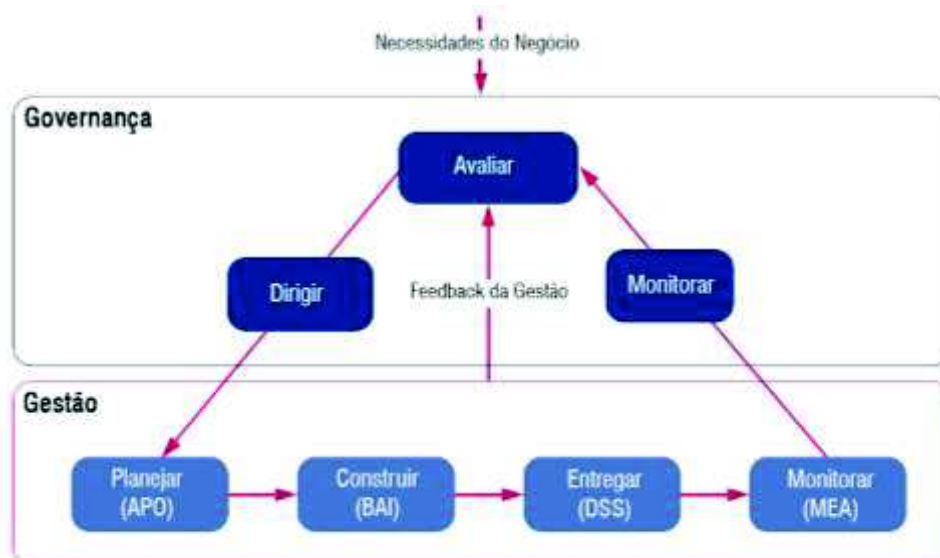 Necessidades do Negócio
Governança
Avaliar
Dirigir
Feedback da Gestão
Monitorar
Gestão
Planejar
(APO)
Construir
(BAI)
Entregar
(DSS)
Monitorar
(MEA)